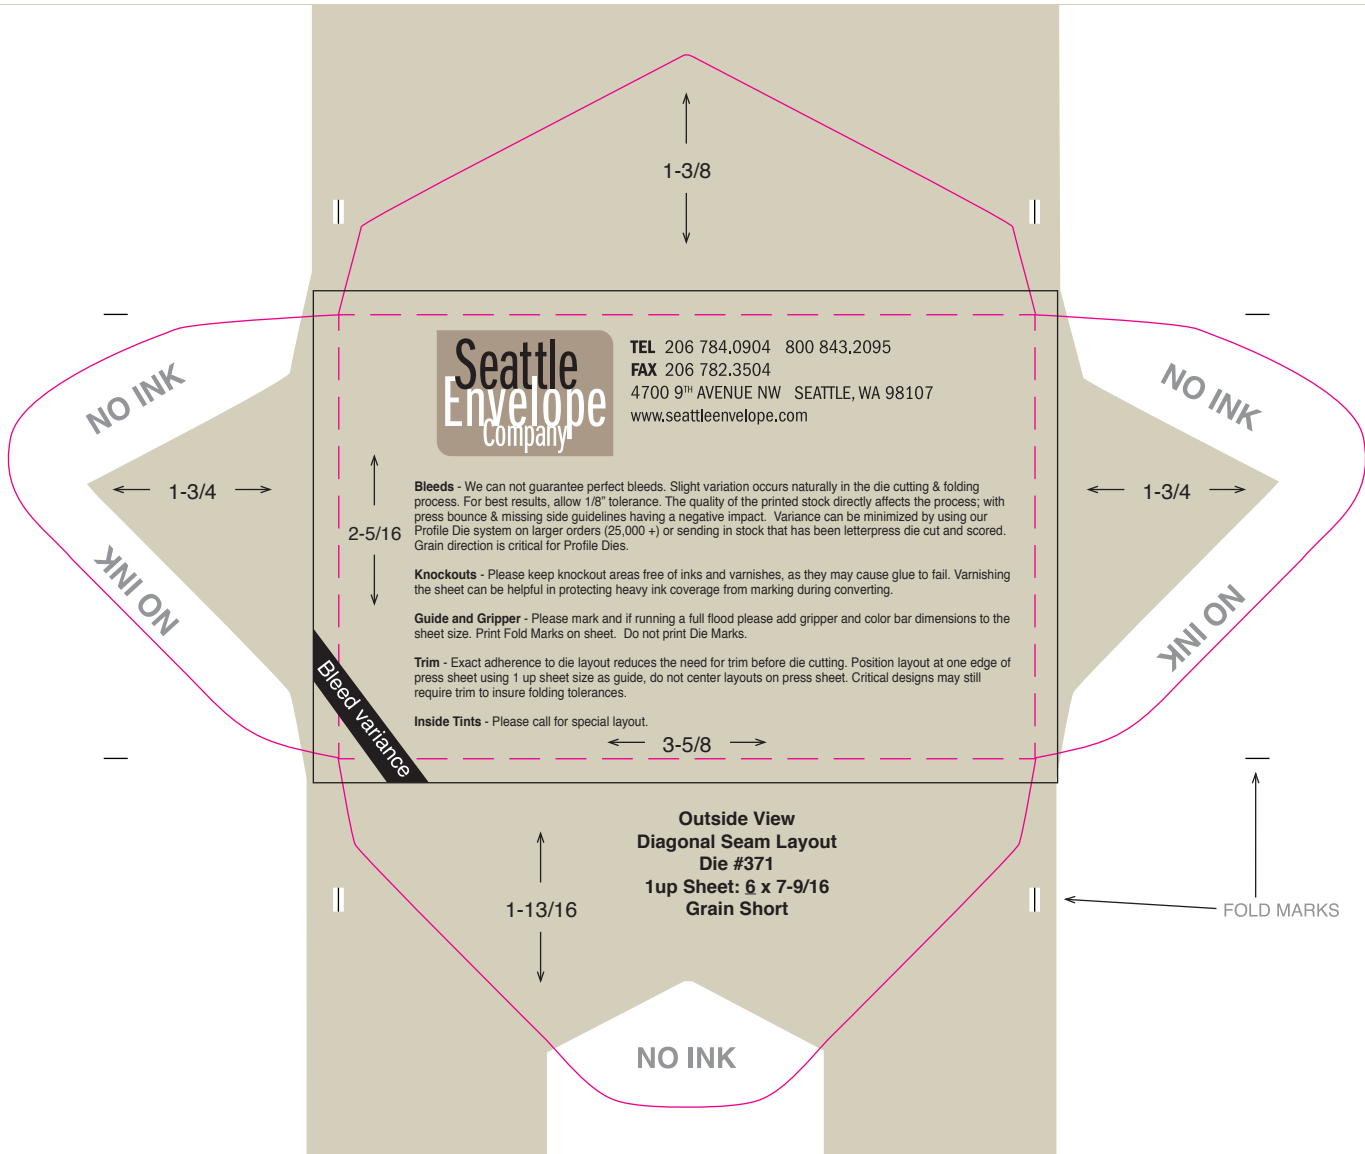 1-3/8
Seattle
Envelope
Company
TEL 206 784.0904 800 843.2095
FAX 206 782.3504
4700 9TH AVENUE NW SEATTLE, WA 98107
www.seattleenvelope.com
NO INK
NO INK
1-3/4
1-3/4
2-5/16
NO INK
NO INK
Bleeds - We can not guarantee perfect bleeds. Slight variation occurs naturally in the die cutting & folding
process. For best results, allow 1/8" tolerance. The quality of the printed stock directly affects the process; with
press bounce & missing side guidelines having a negative impact. Variance can be minimized by using our
Profile Die system on larger orders (25,000 +) or sending in stock that has been letterpress die cut and scored.
Grain direction is critical for Profile Dies.
Knockouts - Please keep knockout areas free of inks and varnishes, as they may cause glue to fail. Varnishing
the sheet can be helpful in protecting heavy ink coverage from marking during converting.
Guide and Gripper - Please mark and if running a full flood please add gripper and color bar dimensions to the
sheet size. Print Fold Marks on sheet. Do not print Die Marks.
Trim - Exact adherence to die layout reduces the need for trim before die cutting. Position layout at one edge of
press sheet using 1 up sheet size as guide, do not center layouts on press sheet. Critical designs may still
require trim to insure folding tolerances.
Inside Tints - Please call for special layout.
Bleed variance
3-5/8
Outside View
Diagonal Seam Layout
Die #371
1up Sheet: 6 x 7-9/16
Grain Short
1-13/16
FOLD MARKS
NO INK